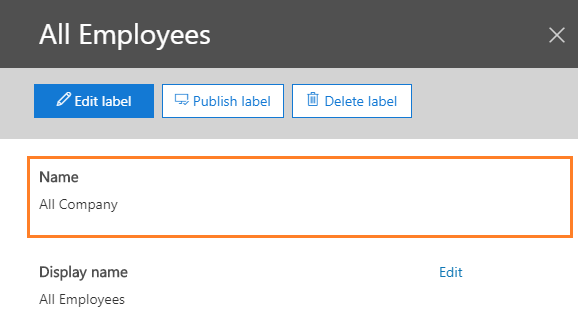 All Employees
Edit label Publish label Delete label
Name
All Company
Display name Edit
All Employees